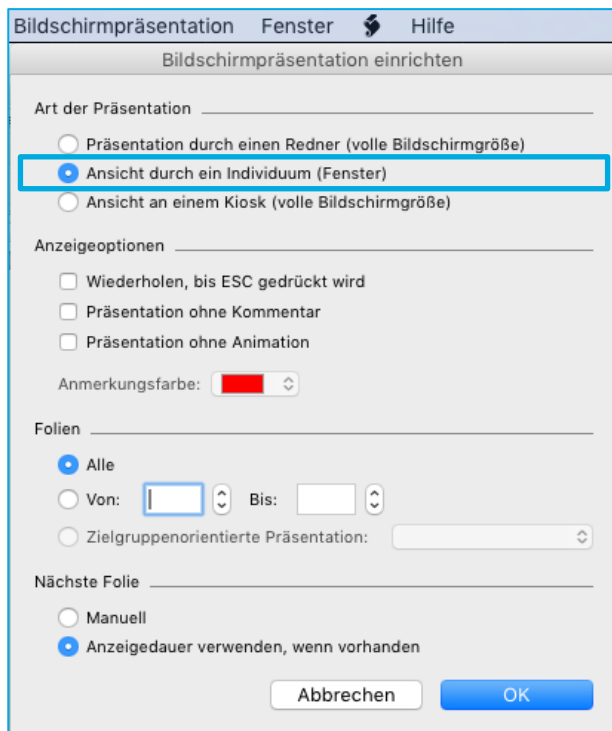 Bildschirmpräsentation Fenster Hilfe
Bildschirmpräsentation einrichten
Art der Präsentation
Präsentation durch einen Redner (volle Bildschirmgröße)
Ansicht durch ein Individuum (Fenster)
Ansicht an einem Kiosk (volle Bildschirmgröße)
Anzeigeoptionen
Wiederholen, bis ESC gedrückt wird
Präsentation ohne Kommentar
Präsentation ohne Animation
Anmerkungsfarbe:
Folien
Alle
Von: Bis:
Zielgruppenorientierte Präsentation:
Nächste Folie
Manuell
Anzeigedauer verwenden, wenn vorhanden
Abbrechen OK